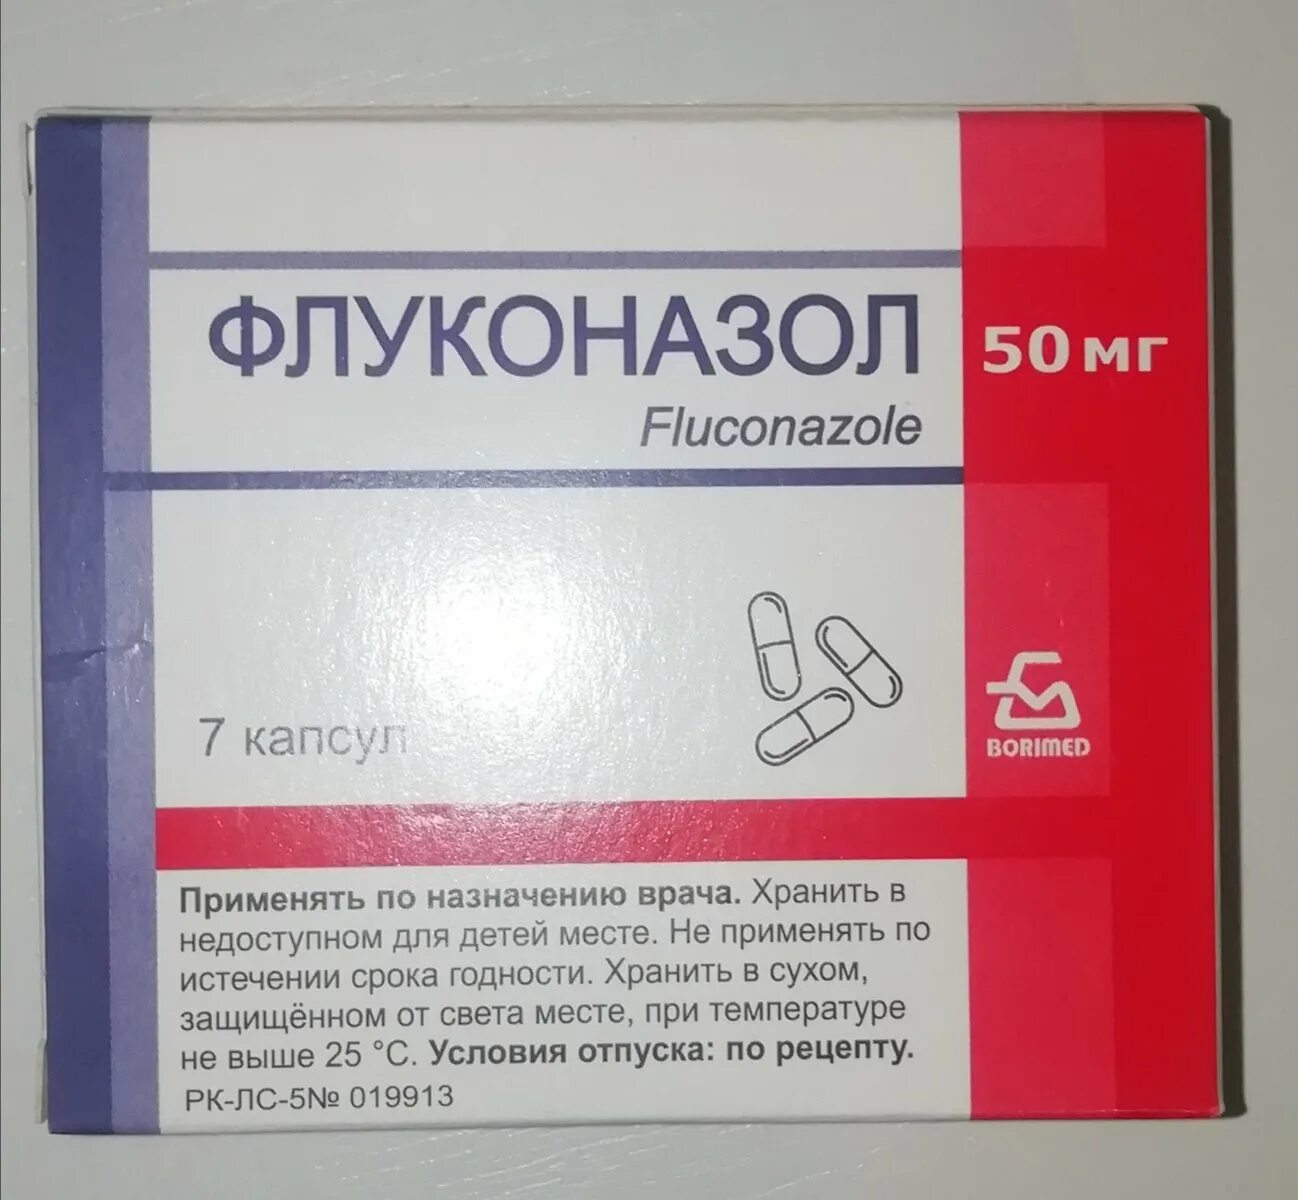 ФЛУКОНАЗОЛ
50 мг
Fluconazole
7 капсул
BORIMED
Применять по назначению врача. Хранить в
недоступном для детей месте. Не применять по
истечении срока годности. Хранить в сухом,
защищённом от света месте, при температуре
не выше 25 °С. Условия отпуска: по рецепту.
РК-ЛС-5№ 019913